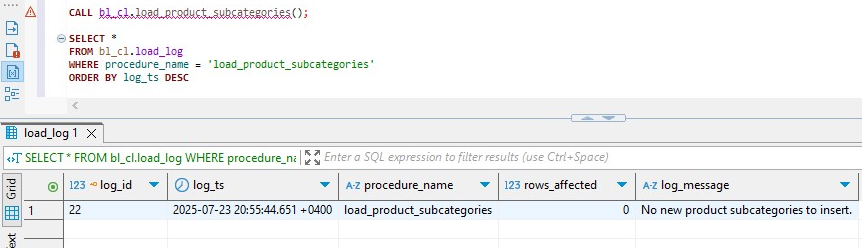 CALL bl_cl.load_product_subcategories();
SELECT *
FROM bl_cl.load_log
WHERE procedure_name = 'load_product_subcategories'
ORDER BY log_ts DESC
load_log 1
SELECT * FROM bl_cl.load_log WHERE procedure_na
Enter a SQL expression to filter results (use Ctrl+Space)
Grid
123 log_id
log_ts
A-Z procedure_name
123 rows_affected
A-Z log_message
1
22
2025-07-23 20:55:44.651 +0400
load_product_subcategories
0
No new product subcategories to insert.
Text